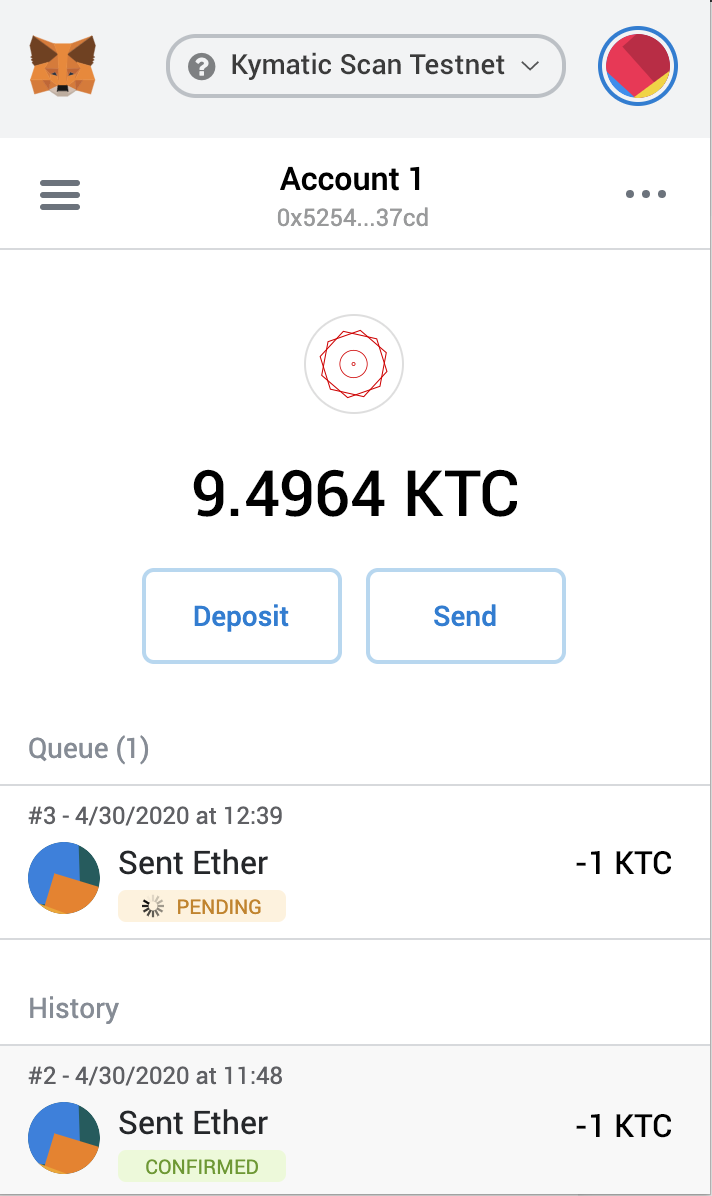 Kymatic Scan Testnet
Account 1
0x5254...37cd
9.4964 KTC
Deposit
Send
Queue (1)
#3 - 4/30/2020 at 12:39
Sent Ether
-1 KTC
PENDING
History
#2 - 4/30/2020 at 11:48
Sent Ether
-1 KTC
CONFIRMED